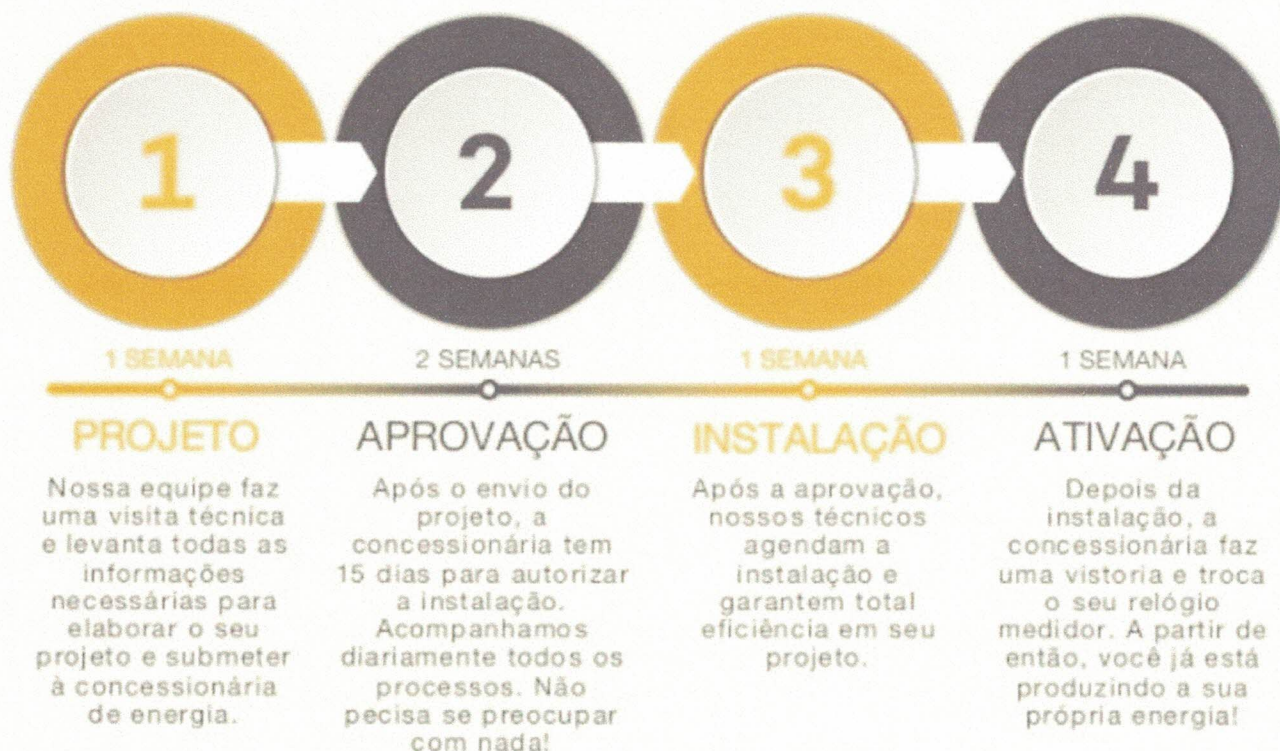 1
2
3
4
1 SEMANA
2 SEMANAS
1 SEMANA
1 SEMANA
PROJETO
Nossa equipe faz
uma visita técnica
e levanta todas as
informações
necessárias para
elaborar o seu
projeto e submeter
à concessionária
de energia.
APROVAÇÃO
Após o envio do
projeto, a
concessionária tem
15 dias para autorizar
a instalação.
Acompanhamos
diariamente todos os
processos. Não
pecisa se preocupar
com nada!
INSTALAÇÃO
Após a aprovação,
nossos técnicos
agendam a
instalação e
garantem total
eficiência em seu
projeto.
ATIVAÇÃO
Depois da
instalação, a
concessionária faz
uma vistoria e troca
o seu relógio
medidor. A partir de
então, você já está
produzindo a sua
própria energia!